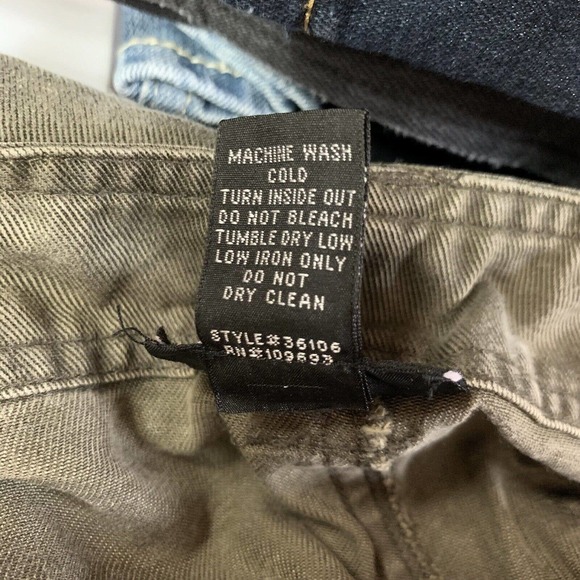 MACHINE WASH
COLD
TURN INSIDE OUT
DO NOT BLEACH
TUMBLE DRY LOW
LOW IRON ONLY
DO NOT
DRY CLEAN
STYLE#36106
RN#109693